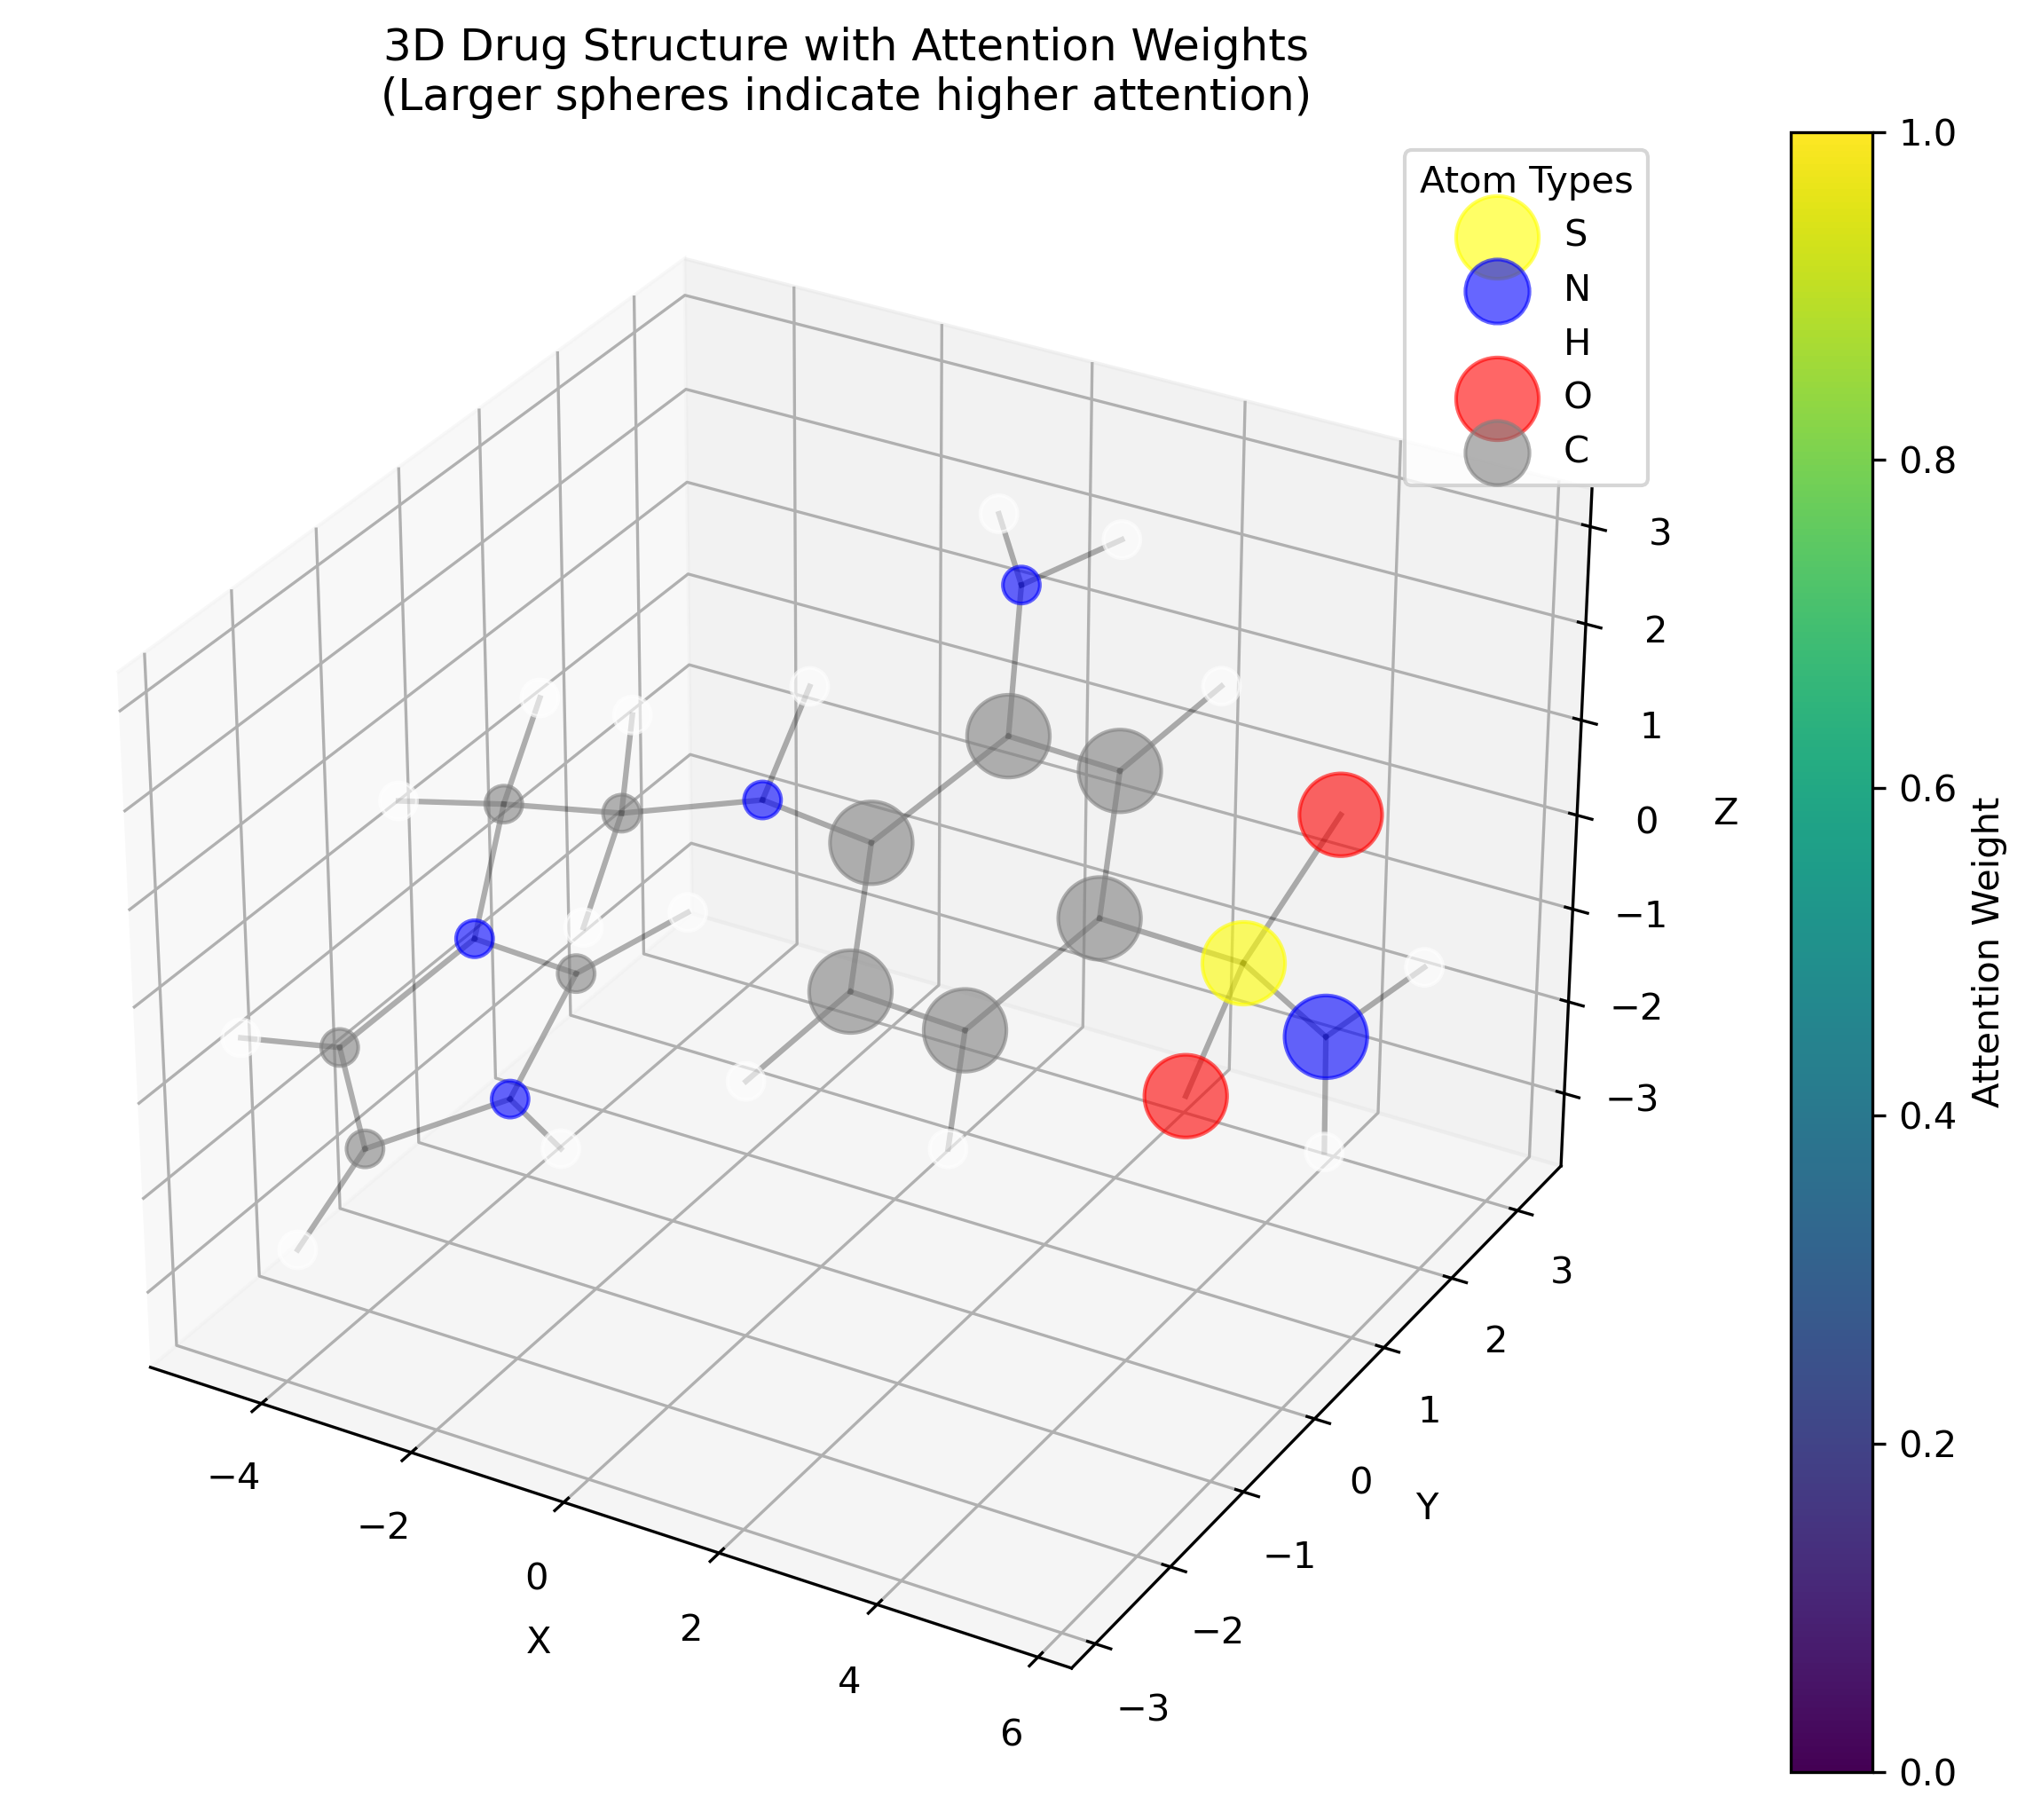 3D Drug Structure with Attention Weights
(Larger spheres indicate higher attention)
Atom Types
S
N
H
O
C
1.0
0.8
0.6
0.4
0.2
0.0
Attention Weight
3
2
1
0
−1
−2
−3
Z
3
2
1
0
−1
−2
−3
Y
−4
−2
0
2
4
6
X